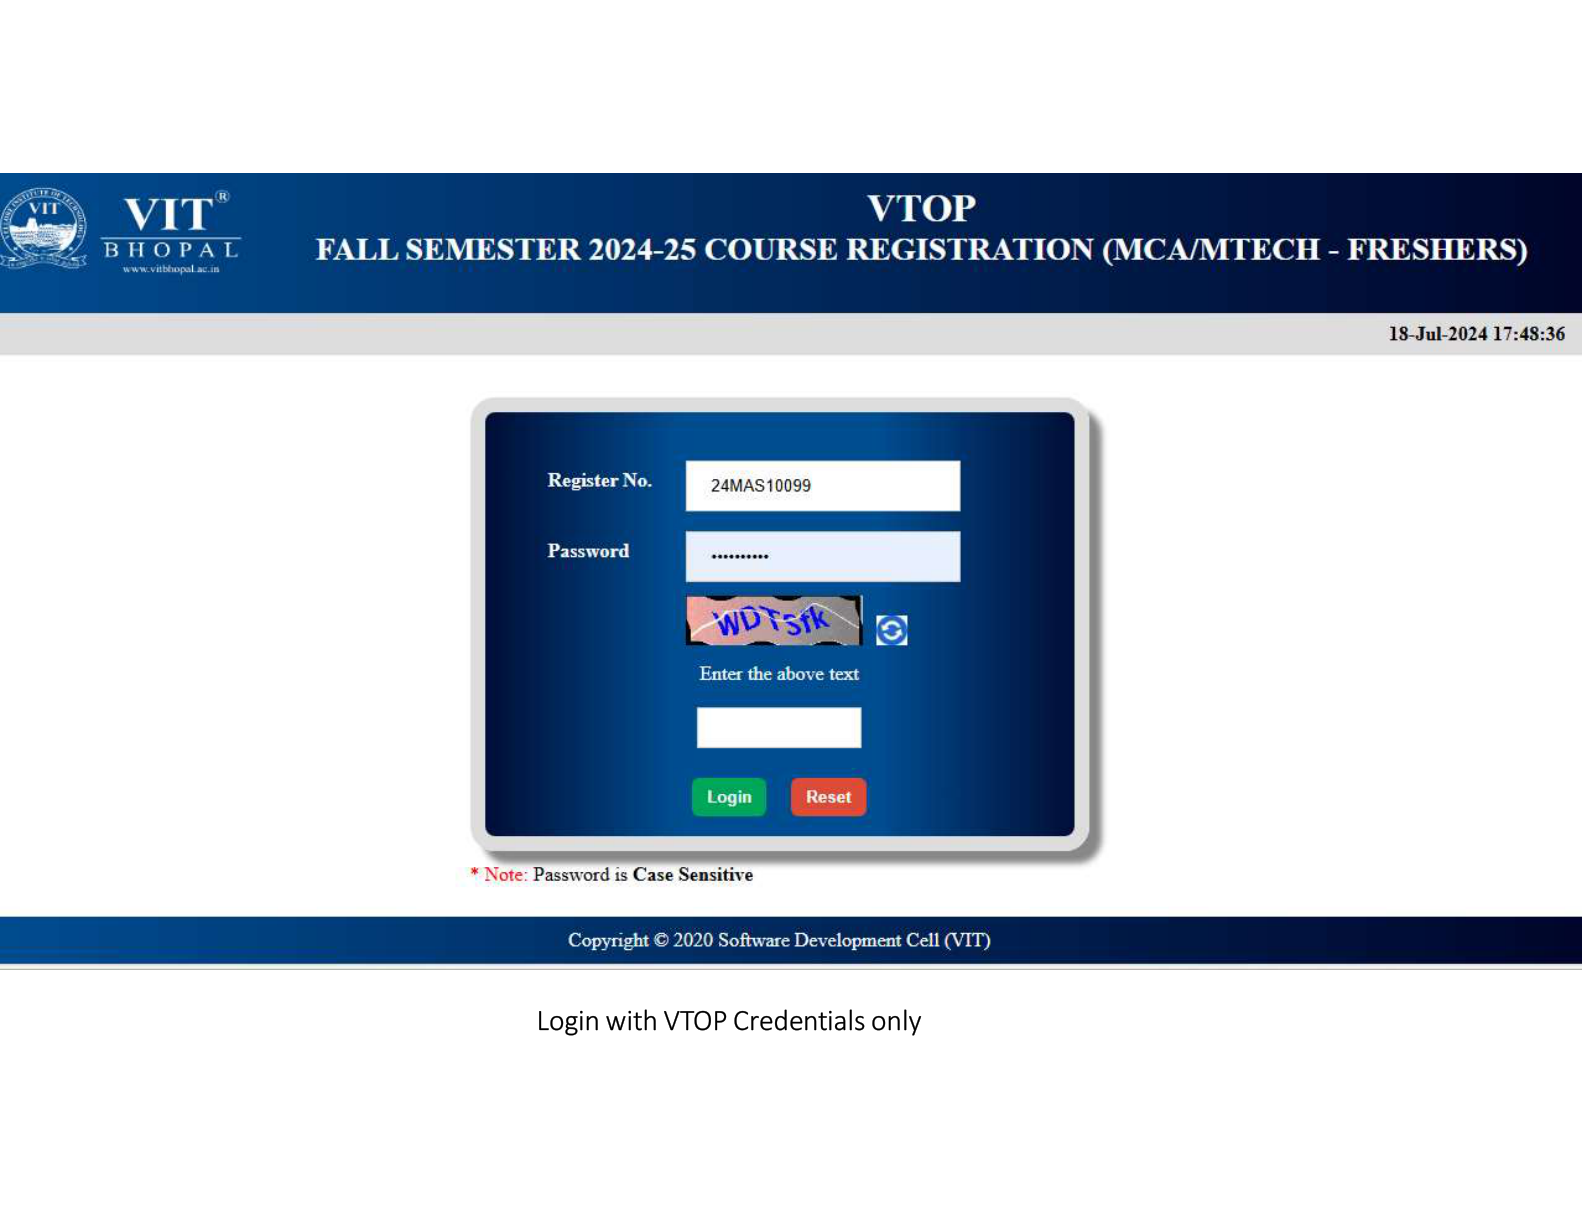 VIT
VIT®
BHOPAL
www.vitbhopal.ac.in
VTOP
FALL SEMESTER 2024-25 COURSE REGISTRATION (MCA/MTECH - FRESHERS)
18-Jul-2024 17:48:36
Register No. 24MAS10099
Password ··········
WDTsfk
Enter the above text
Login Reset
* Note: Password is Case Sensitive
Copyright © 2020 Software Development Cell (VIT)
Login with VTOP Credentials only